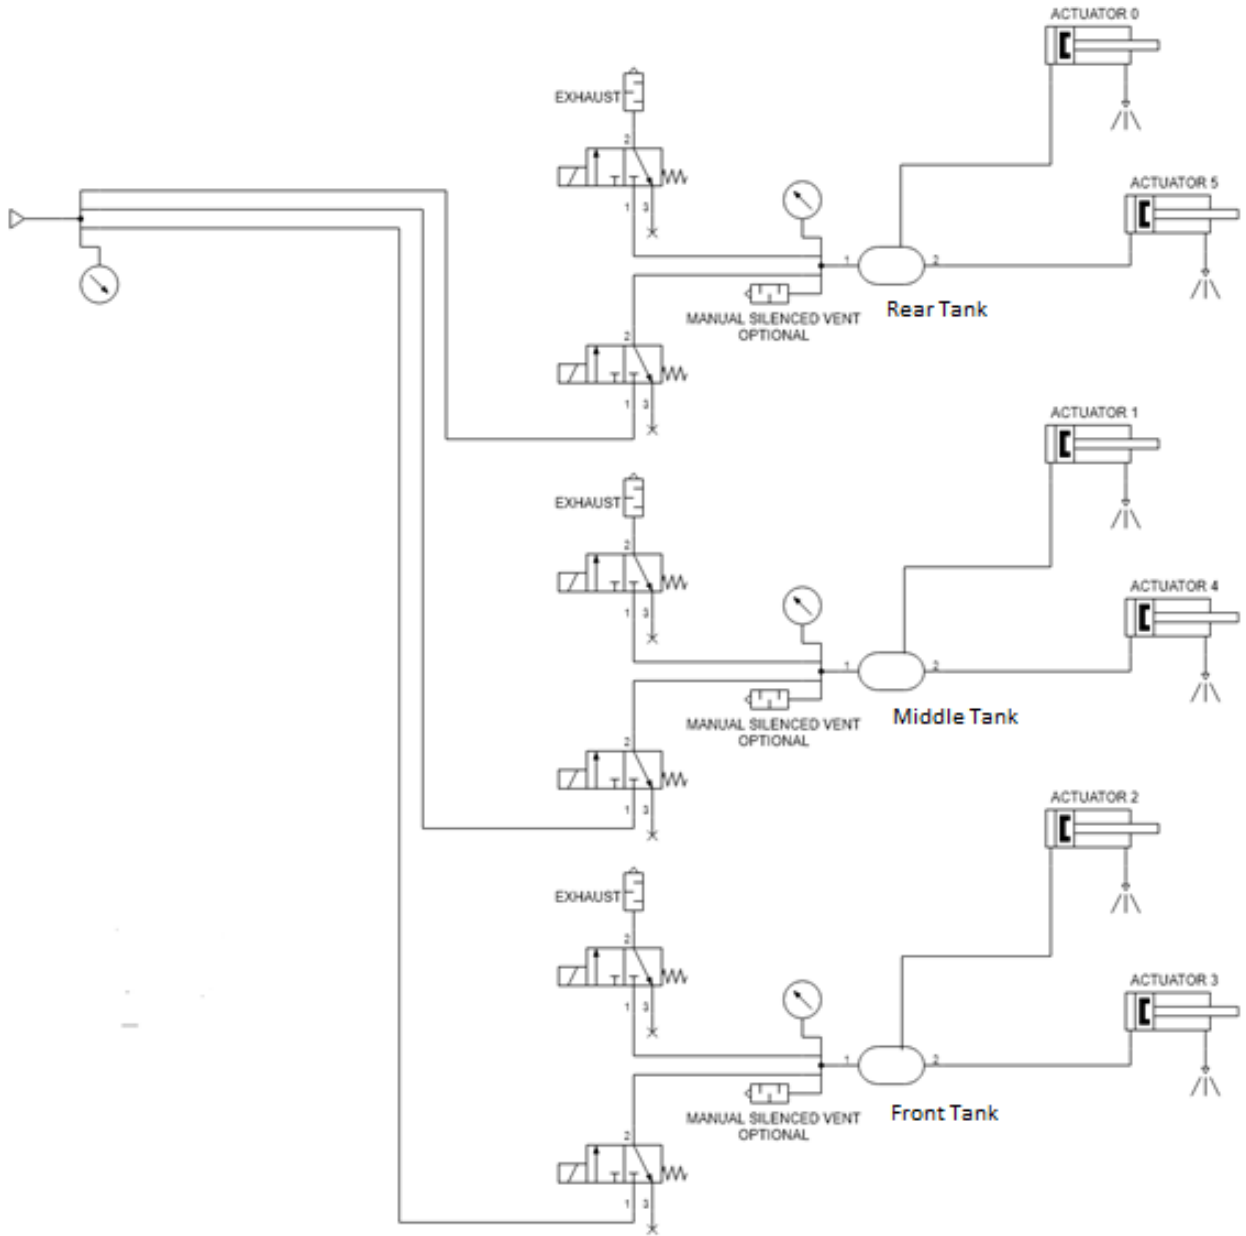 ACTUATOR 0
EXHAUST
2
1 3
ACTUATOR 5
1 2
Rear Tank
MANUAL SILENCED VENT
OPTIONAL
2
1 3
ACTUATOR 1
EXHAUST
2
1 3
ACTUATOR 4
1 2
Middle Tank
MANUAL SILENCED VENT
OPTIONAL
2
1 3
ACTUATOR 2
EXHAUST
2
1 3
ACTUATOR 3
1 2
Front Tank
MANUAL SILENCED VENT
OPTIONAL
2
1 3